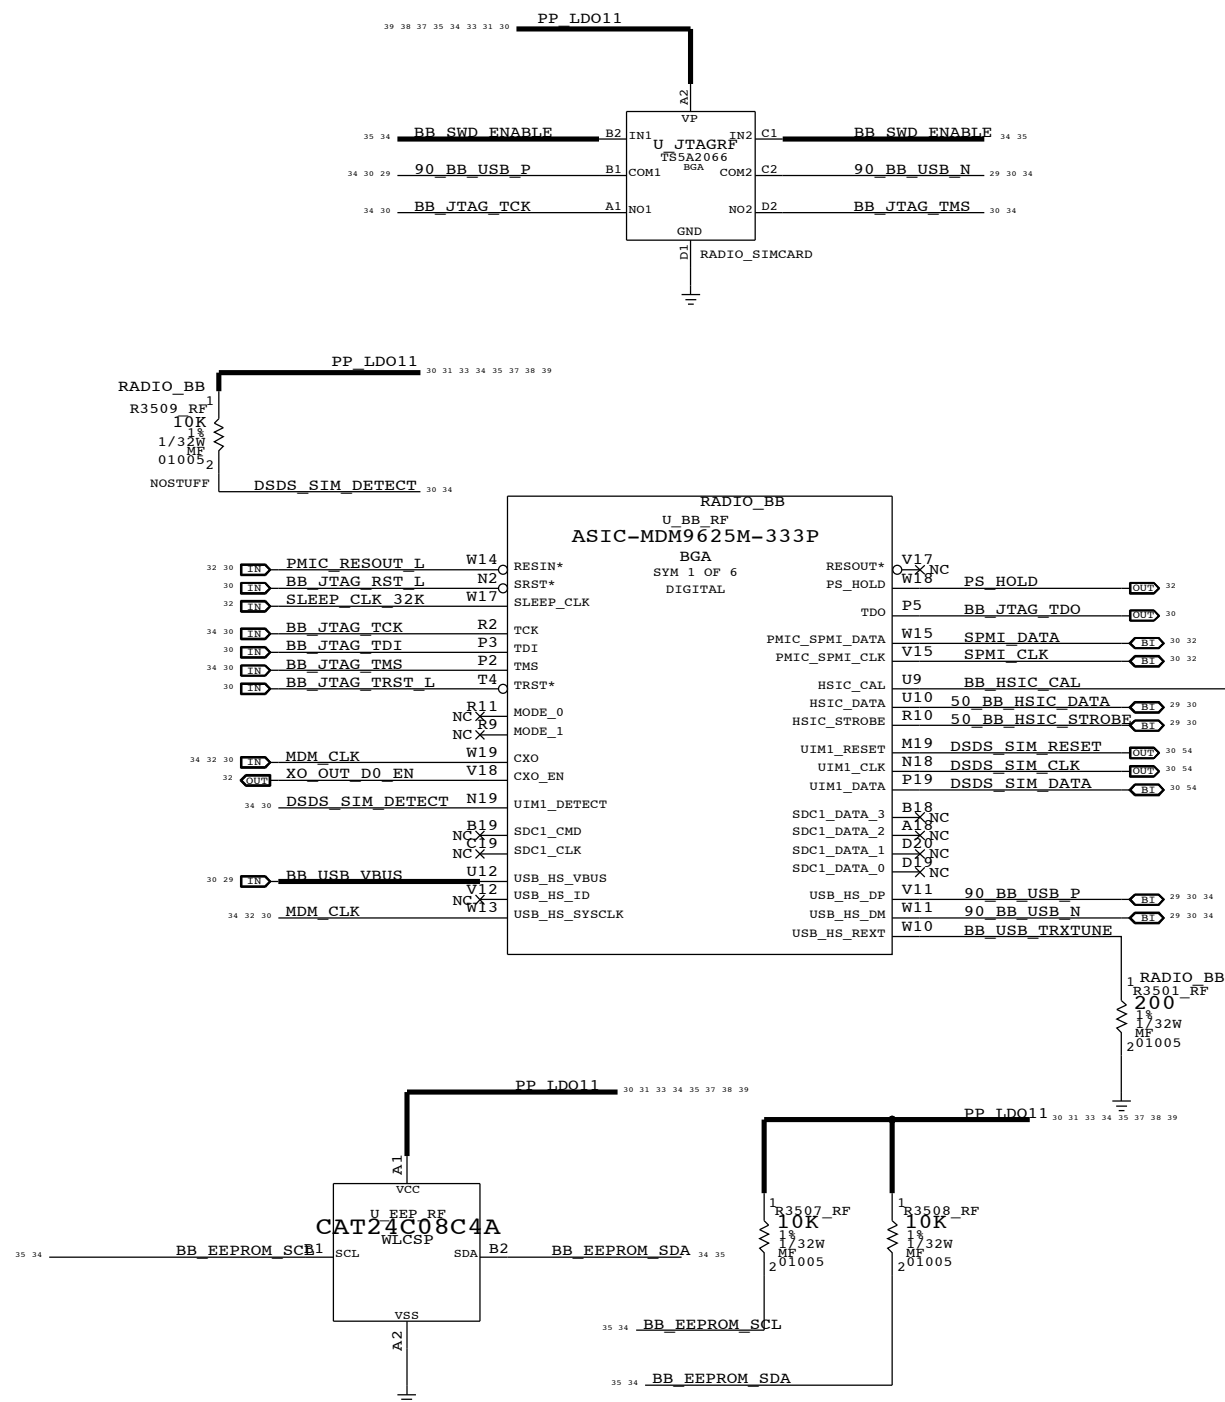 39 38 37 35 34 33 31 30 PP_LDO11
A2
VP
35 34 BB_SWD_ENABLE B2 IN1 IN2 C1 BB_SWD_ENABLE 34 35
U_JTAGRF
TS5A2066
BGA
34 30 29 90_BB_USB_P B1 COM1 COM2 C2 90_BB_USB_N 29 30 34
34 30 BB_JTAG_TCK A1 NO1 NO2 D2 BB_JTAG_TMS 30 34
GND
D1 RADIO_SIMCARD
PP_LDO11 30 31 33 34 35 37 38 39
RADIO_BB
1
R3509_RF
10K
1%
1/32W
MF
01005
2
NOSTUFF DSDS_SIM_DETECT 30 34
RADIO_BB
U_BB_RF
ASIC-MDM9625M-333P
BGA
SYM 1 OF 6
DIGITAL
32 30 IN PMIC_RESOUT_L W14 RESIN* RESOUT* V17 NC
30 IN BB_JTAG_RST_L N2 SRST* PS_HOLD W18 PS_HOLD OUT 32
32 IN SLEEP_CLK_32K W17 SLEEP_CLK
TDO P5 BB_JTAG_TDO OUT 30
34 30 IN BB_JTAG_TCK R2 TCK
30 IN BB_JTAG_TDI P3 TDI PMIC_SPMI_DATA W15 SPMI_DATA BI 30 32
34 30 IN BB_JTAG_TMS P2 TMS PMIC_SPMI_CLK V15 SPMI_CLK BI 30 32
30 IN BB_JTAG_TRST_L T4 TRST* HSIC_CAL U9 BB_HSIC_CAL
NC R11 MODE_0 HSIC_DATA U10 50_BB_HSIC_DATA BI 29 30
NC R9 MODE_1 HSIC_STROBE R10 50_BB_HSIC_STROBE BI 29 30
34 32 30 IN MDM_CLK W19 CXO UIM1_RESET M19 DSDS_SIM_RESET OUT 30 54
32 OUT XO_OUT_D0_EN V18 CXO_EN UIM1_CLK N18 DSDS_SIM_CLK OUT 30 54
UIM1_DATA P19 DSDS_SIM_DATA BI 30 54
34 30 DSDS_SIM_DETECT N19 UIM1_DETECT
SDC1_DATA_3 B18 NC
NC B19 SDC1_CMD SDC1_DATA_2 A18 NC
NC C19 SDC1_CLK SDC1_DATA_1 D20 NC
SDC1_DATA_0 D19 NC
30 29 IN BB_USB_VBUS U12 USB_HS_VBUS
NC V12 USB_HS_ID USB_HS_DP V11 90_BB_USB_P BI 29 30 34
34 32 30 MDM_CLK W13 USB_HS_SYSCLK USB_HS_DM W11 90_BB_USB_N BI 29 30 34
USB_HS_REXT W10 BB_USB_TRXTUNE
1 RADIO_BB
R3501_RF
200
1%
1/32W
MF
2 01005
PP_LDO11 30 31 33 34 35 37 38 39
PP_LDO11 30 31 33 34 35 37 38 39
A1
VCC
U_EEP_RF
CAT24C08C4A
WLCSP
35 34 BB_EEPROM_SCL B1 SCL SDA B2 BB_EEPROM_SDA 34 35
VSS
A2
1 R3507_RF
10K
1%
1/32W
MF
2 01005
1 R3508_RF
10K
1%
1/32W
MF
2 01005
35 34 BB_EEPROM_SCL
35 34 BB_EEPROM_SDA